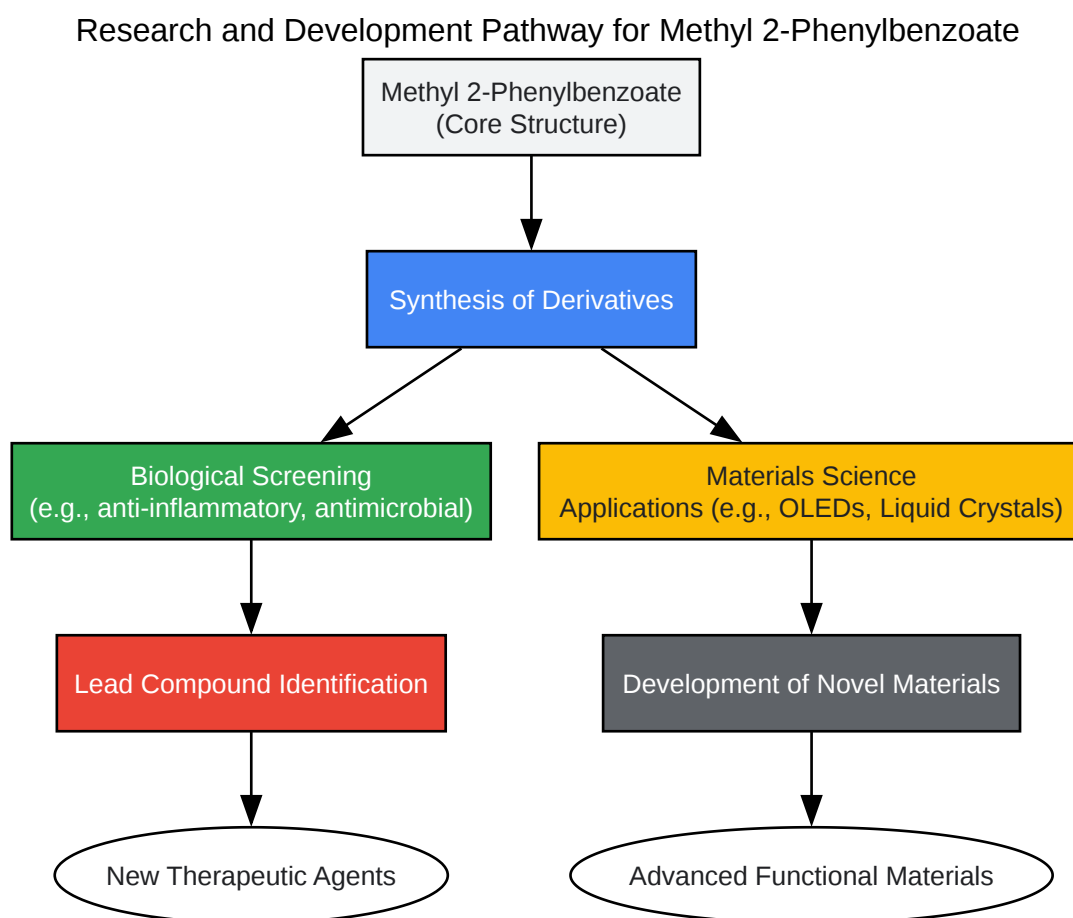 Research and Development Pathway for Methyl 2-Phenylbenzoate
Methyl 2-Phenylbenzoate
(Core Structure)
Synthesis of Derivatives
Biological Screening
(e.g., anti-inflammatory, antimicrobial)
Materials Science
Applications (e.g., OLEDs, Liquid Crystals)
Lead Compound Identification
Development of Novel Materials
New Therapeutic Agents
Advanced Functional Materials